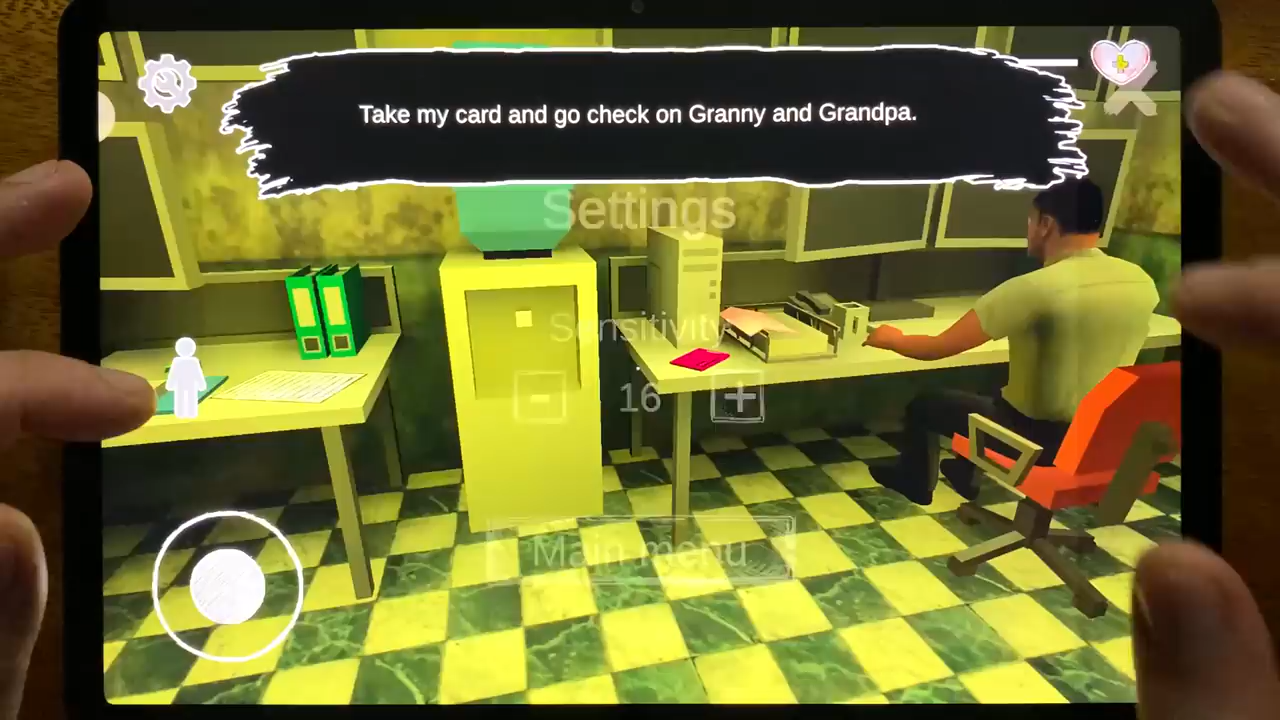 Take my card and go check on Granny and Grandpa.
Settings
Sensitivity
- 16 +
Main menu